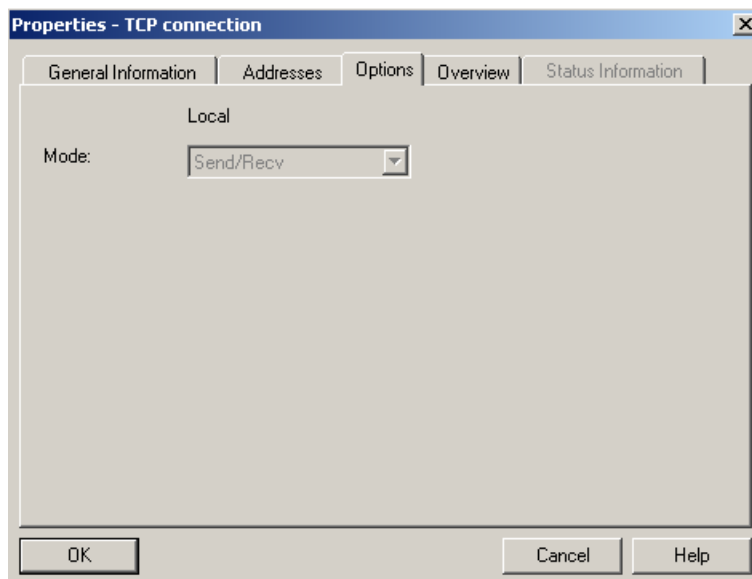 Properties - TCP connection
General Information Addresses Options Overview Status Information
Local
Mode: Send/Recv
OK Cancel Help